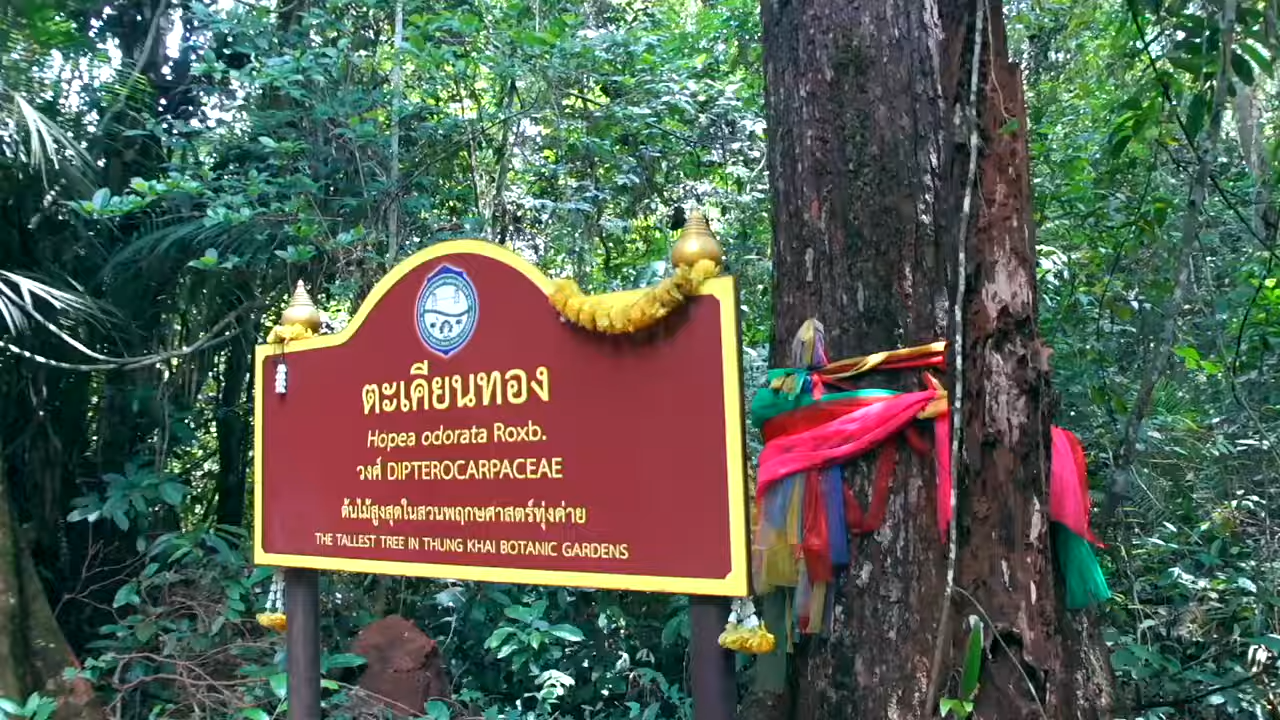 ตะเคียนทอง
Hopea odorata Roxb.
วงศ์ DIPTEROCARPACEAE
ต้นไม้สูงสุดในสวนพฤกษศาสตร์ทุ่งค่าย
THE TALLEST TREE IN THUNG KHAI BOTANIC GARDENS